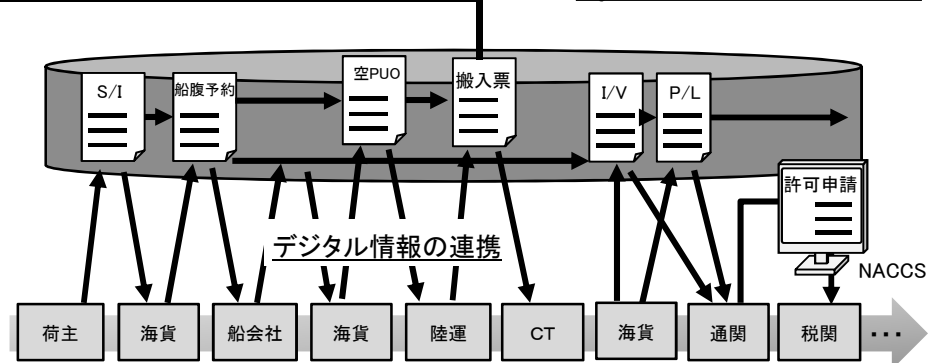 S/I
船腹予約
空PUO
搬入票
I/V
P/L
許可申請
デジタル情報の連携
NACCS
荷主
海貨
船会社
海貨
陸運
CT
海貨
通関
税関
・・・